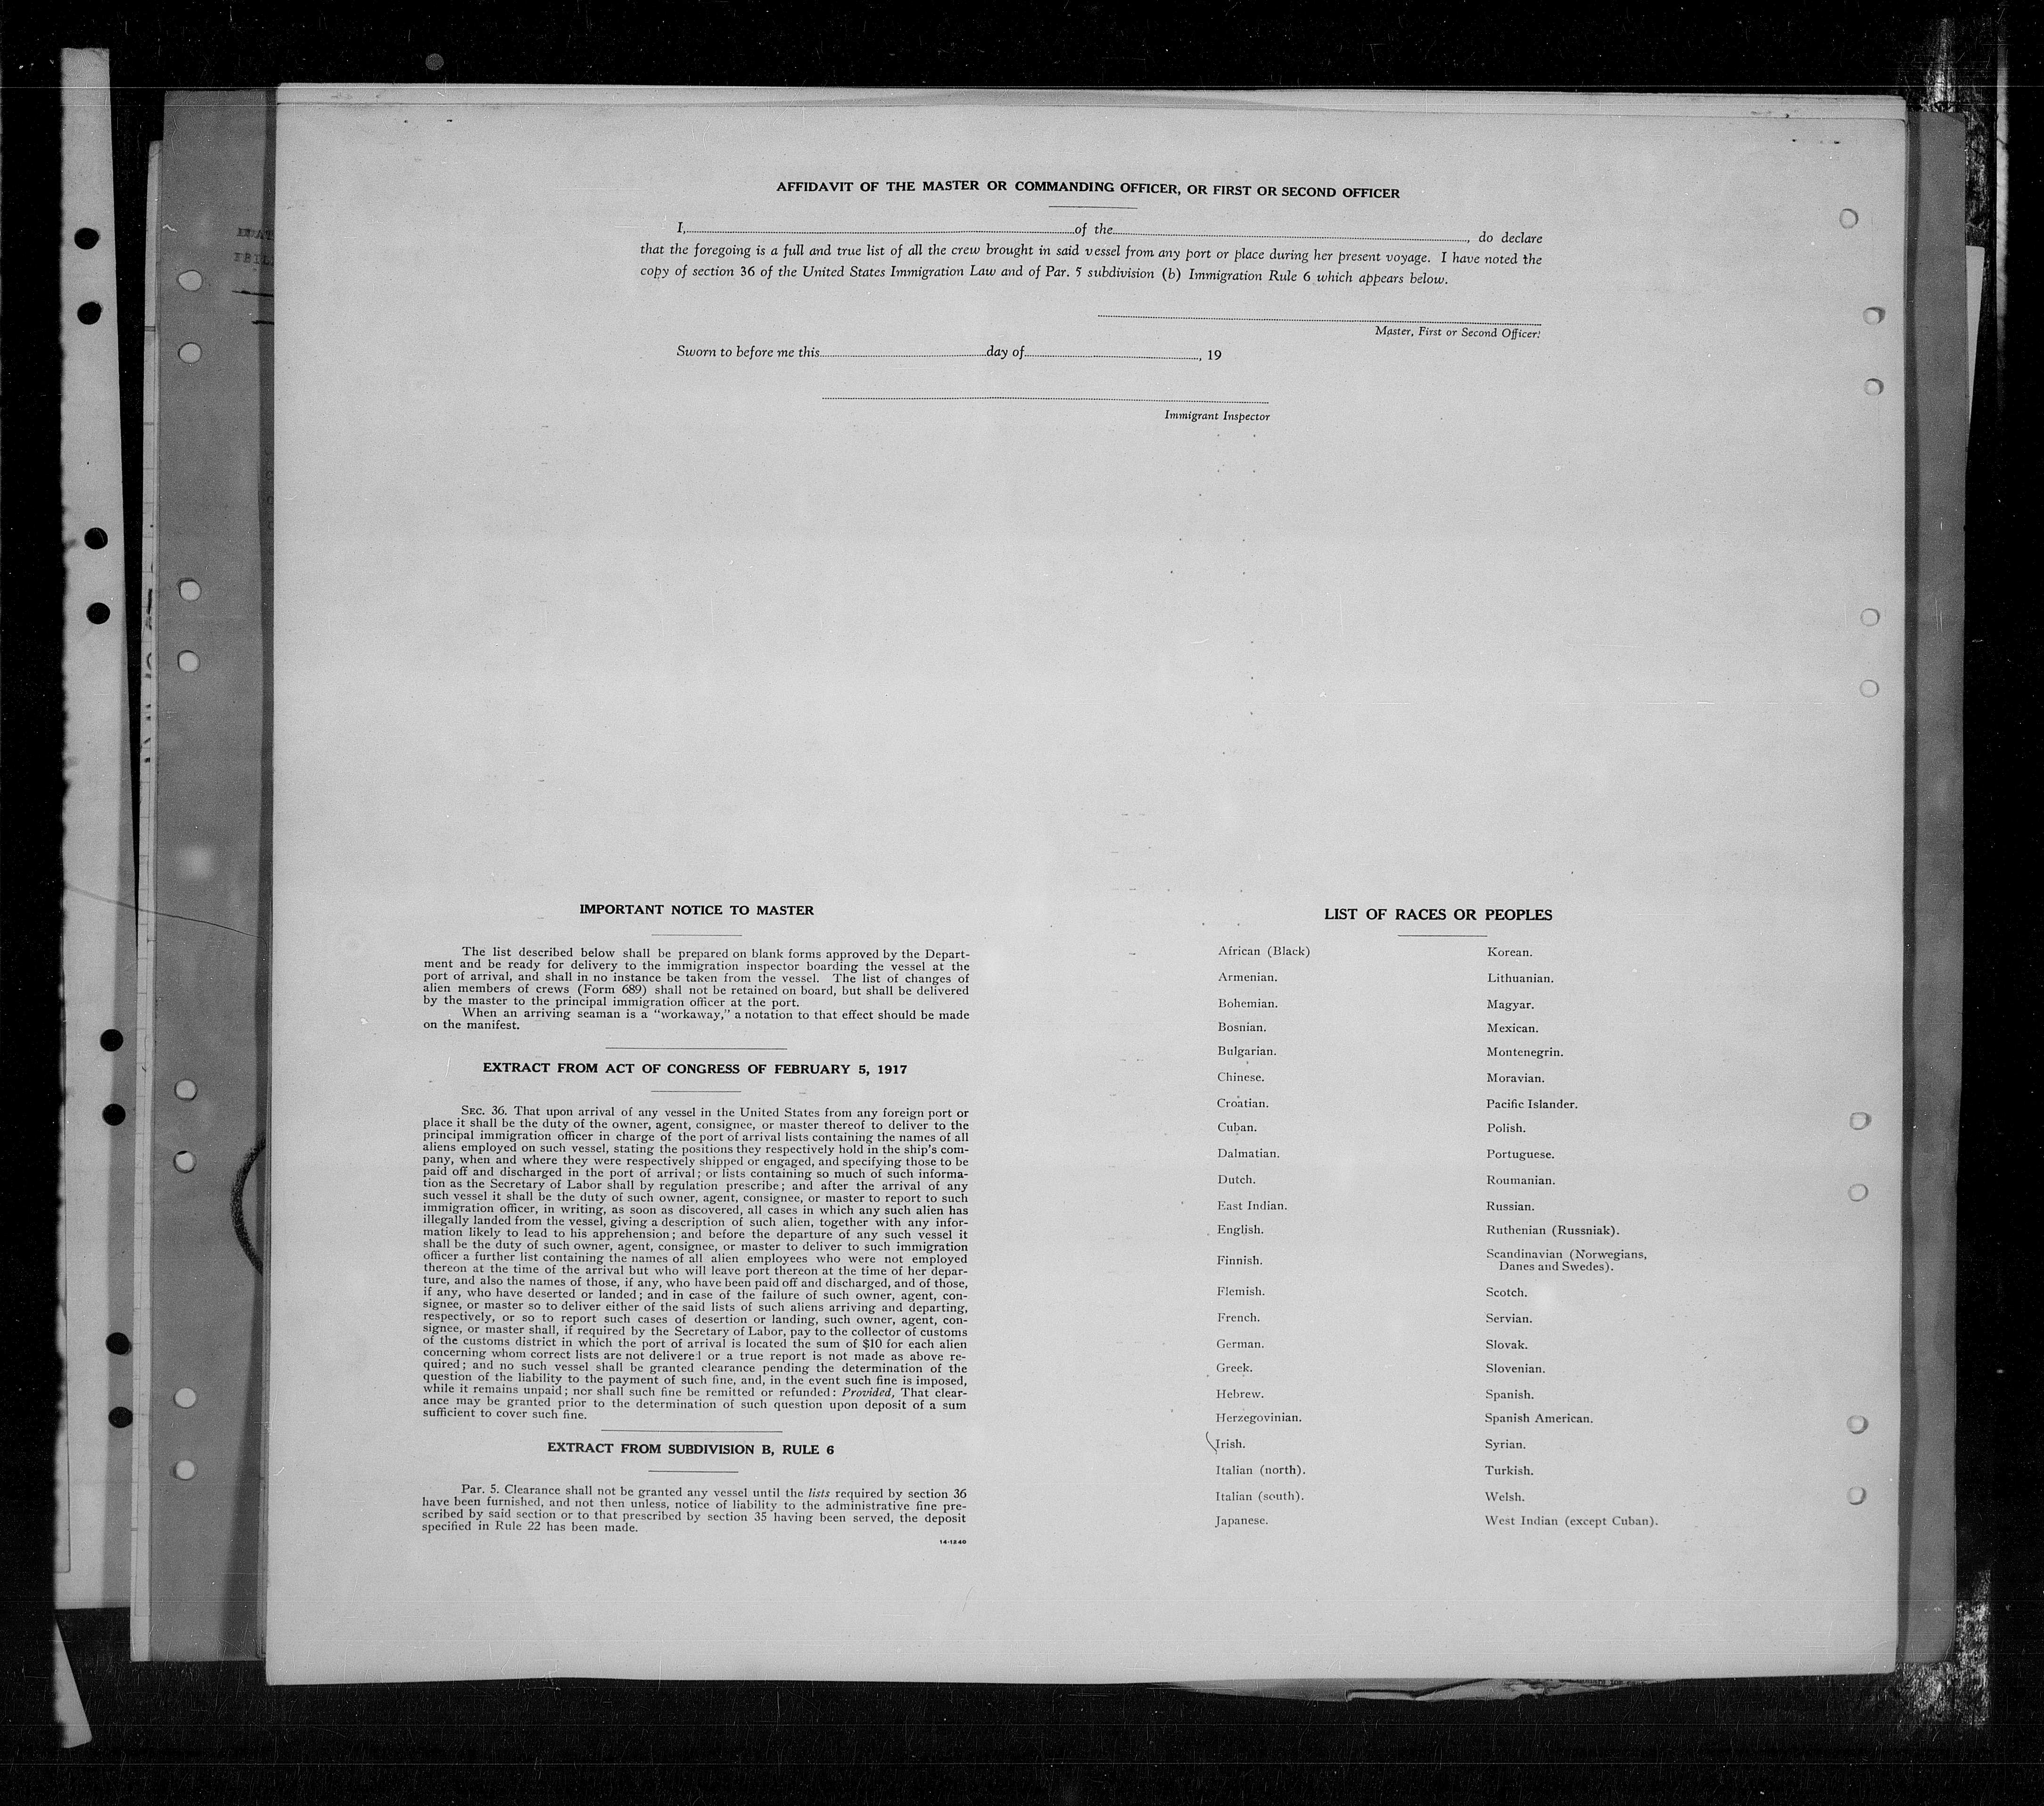 AFFIDAVIT OF THE MASTER OR COMMANDING OFFICER, OR FIRST OR SECOND OFFICER
I, of the , do declare
that the foregoing is a full and true list of all the crew brought in said vessel from any port or place during her present voyage. I have noted the
copy of section 36 of the United States Immigration Law and of Par. 5 subdivision (b) Immigration Rule 6 which appears below.
Master, First or Second Officer.
Sworn to before me this day of , 19
Immigrant Inspector
IMPORTANT NOTICE TO MASTER
The list described below shall be prepared on blank forms approved by the Depart-
ment and be ready for delivery to the immigration inspector boarding the vessel at the
port of arrival, and shall in no instance be taken from the vessel. The list of changes of
alien members of crews (Form 689) shall not be retained on board, but shall be delivered
by the master to the principal immigration officer at the port.
When an arriving seaman is a "workaway," a notation to that effect should be made
on the manifest.
EXTRACT FROM ACT OF CONGRESS OF FEBRUARY 5, 1917
SEC. 36. That upon arrival of any vessel in the United States from any foreign port or
place it shall be the duty of the owner, agent, consignee, or master thereof to deliver to the
principal immigration officer in charge of the port of arrival lists containing the names of all
aliens employed on such vessel, stating the positions they respectively hold in the ship's com-
pany, when and where they were respectively shipped or engaged, and specifying those to be
paid off and discharged in the port of arrival; or lists containing so much of such informa-
tion as the Secretary of Labor shall by regulation prescribe; and after the arrival of any
such vessel it shall be the duty of such owner, agent, consignee, or master to report to such
immigration officer, in writing, as soon as discovered, all cases in which any such alien has
illegally landed from the vessel, giving a description of such alien, together with any infor-
mation likely to lead to his apprehension; and before the departure of any such vessel it
shall be the duty of such owner, agent, consignee, or master to deliver to such immigration
officer a further list containing the names of all alien employees who were not employed
thereon at the time of the arrival but who will leave port thereon at the time of her depar-
ture, and also the names of those, if any, who have been paid off and discharged, and of those,
if any, who have deserted or landed; and in case of the failure of such owner, agent, con-
signee, or master so to deliver either of the said lists of such aliens arriving and departing,
respectively, or so to report such cases of desertion or landing, such owner, agent, con-
signee, or master shall, if required by the Secretary of Labor, pay to the collector of customs
of the customs district in which the port of arrival is located the sum of $10 for each alien
concerning whom correct lists are not delivered or a true report is not made as above re-
quired; and no such vessel shall be granted clearance pending the determination of the
question of the liability to the payment of such fine, and, in the event such fine is imposed,
while it remains unpaid; nor shall such fine be remitted or refunded: Provided, That clear-
ance may be granted prior to the determination of such question upon deposit of a sum
sufficient to cover such fine.
EXTRACT FROM SUBDIVISION B, RULE 6
Par. 5. Clearance shall not be granted any vessel until the lists required by section 36
have been furnished, and not then unless, notice of liability to the administrative fine pre-
scribed by said section or to that prescribed by section 35 having been served, the deposit
specified in Rule 22 has been made.
14-1240
LIST OF RACES OR PEOPLES
African (Black)
Armenian.
Bohemian.
Bosnian.
Bulgarian.
Chinese.
Croatian.
Cuban.
Dalmatian.
Dutch.
East Indian.
English.
Finnish.
Flemish.
French.
German.
Greek.
Hebrew.
Herzegovinian.
Irish.
Italian (north).
Italian (south).
Japanese.
Korean.
Lithuanian.
Magyar.
Mexican.
Montenegrin.
Moravian.
Pacific Islander.
Polish.
Portuguese.
Roumanian.
Russian.
Ruthenian (Russniak).
Scandinavian (Norwegians,
Danes and Swedes).
Scotch.
Servian.
Slovak.
Slovenian.
Spanish.
Spanish American.
Syrian.
Turkish.
Welsh.
West Indian (except Cuban).